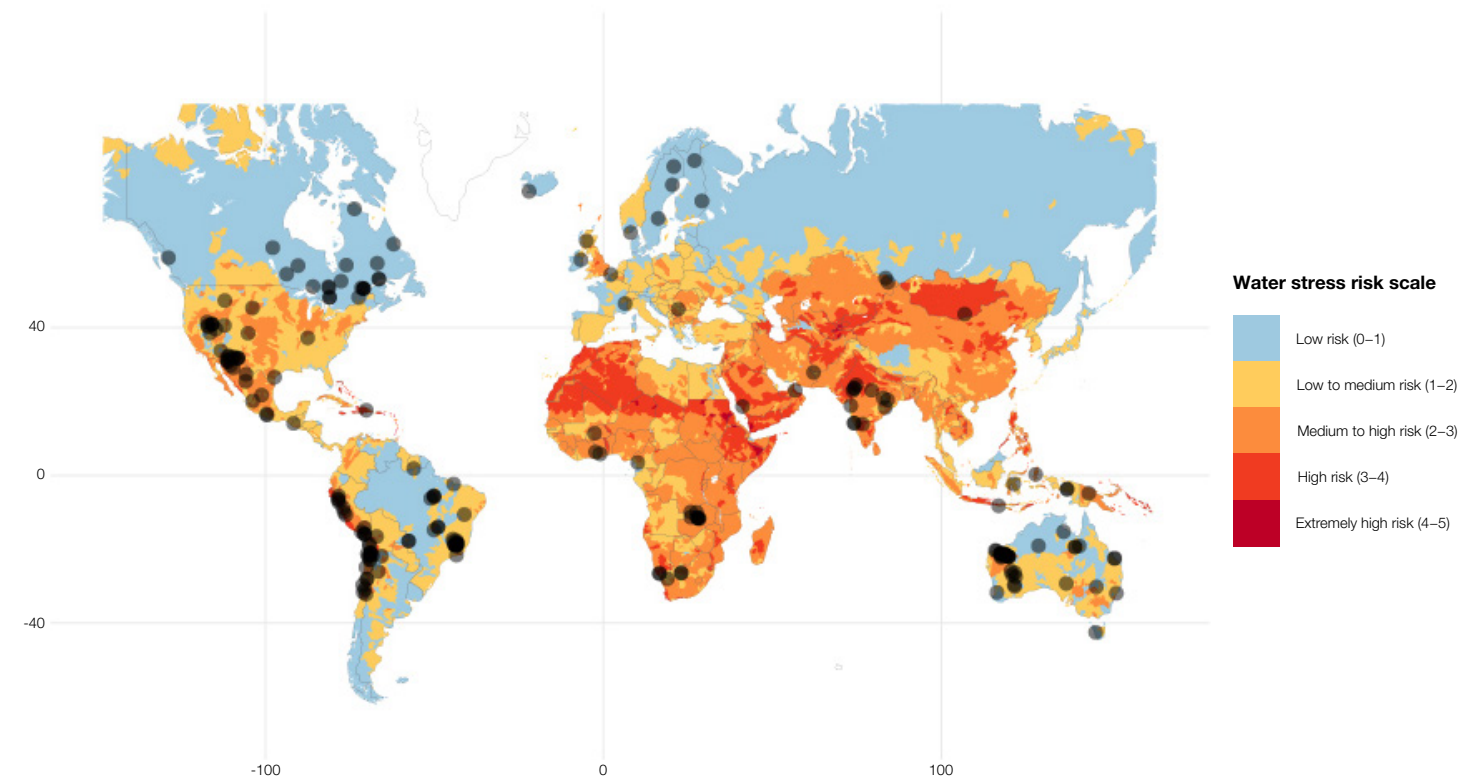 Water stress risk scale
Low risk (0–1)
Low to medium risk (1–2)
Medium to high risk (2–3)
High risk (3–4)
Extremely high risk (4–5)
40
0
-40
-100
0
100